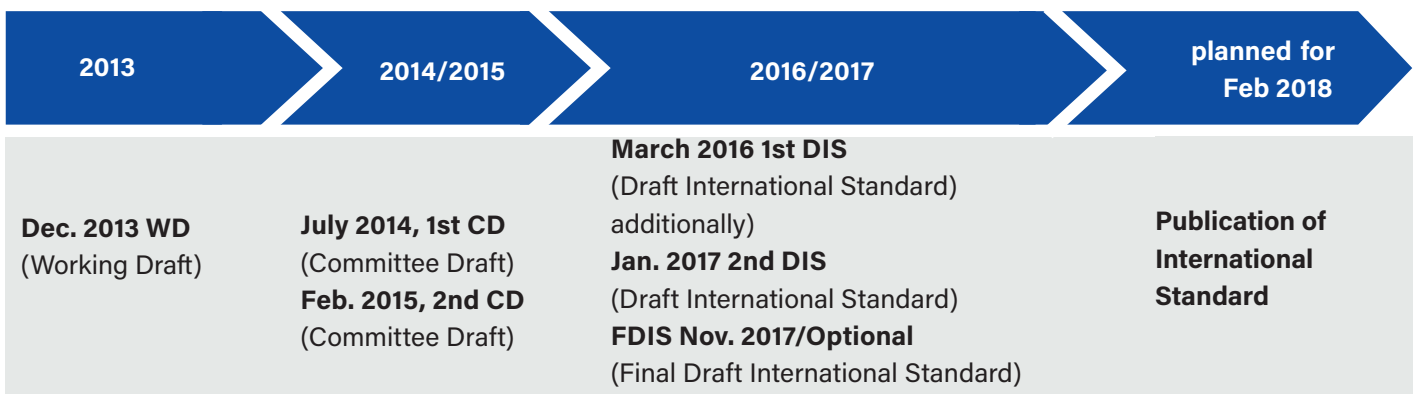 2013
2014/2015
2016/2017
planned for
Feb 2018
Dec. 2013 WD
(Working Draft)
July 2014, 1st CD
(Committee Draft)
Feb. 2015, 2nd CD
(Committee Draft)
March 2016 1st DIS
(Draft International Standard)
additionally)
Jan. 2017 2nd DIS
(Draft International Standard)
FDIS Nov. 2017/Optional
(Final Draft International Standard)
Publication of
International
Standard